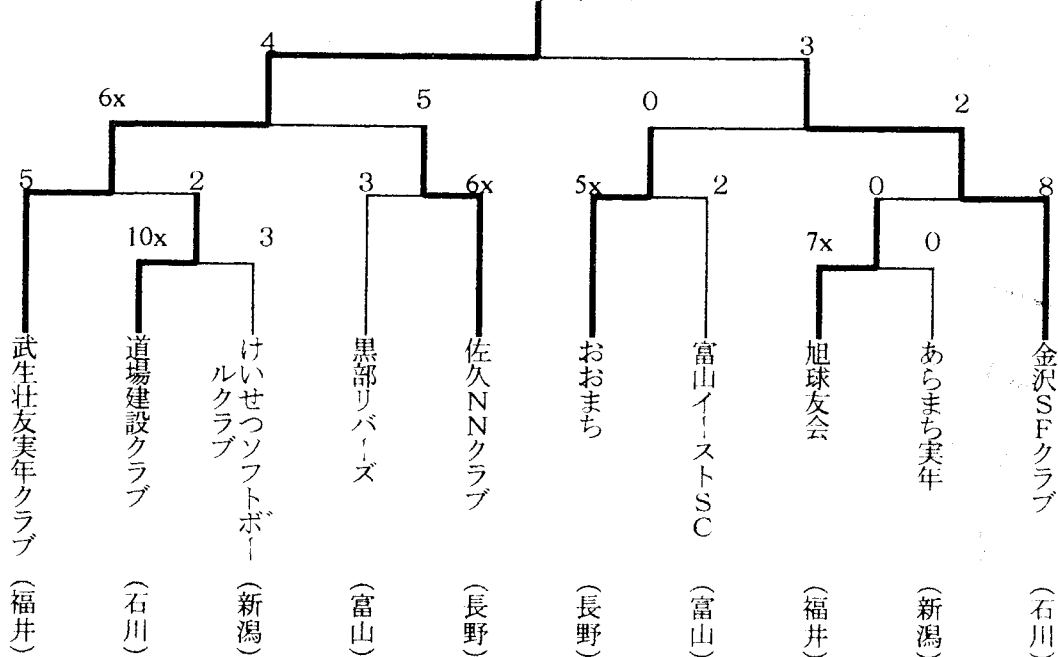 4
3
6x
5
0
2
5
2
3
6x
5x
2
0
8
10x
3
7x
0
武生壮友実年クラブ
(福井)
道場建設クラブ
(石川)
けいせつソフトボー
ルクラブ
(新潟)
黒部リバーズ
(富山)
佐久NNクラブ
(長野)
おおまち
(長野)
富山イーストSC
(富山)
旭球友会
(福井)
あらまち実年
(新潟)
金沢SFクラブ
(石川)